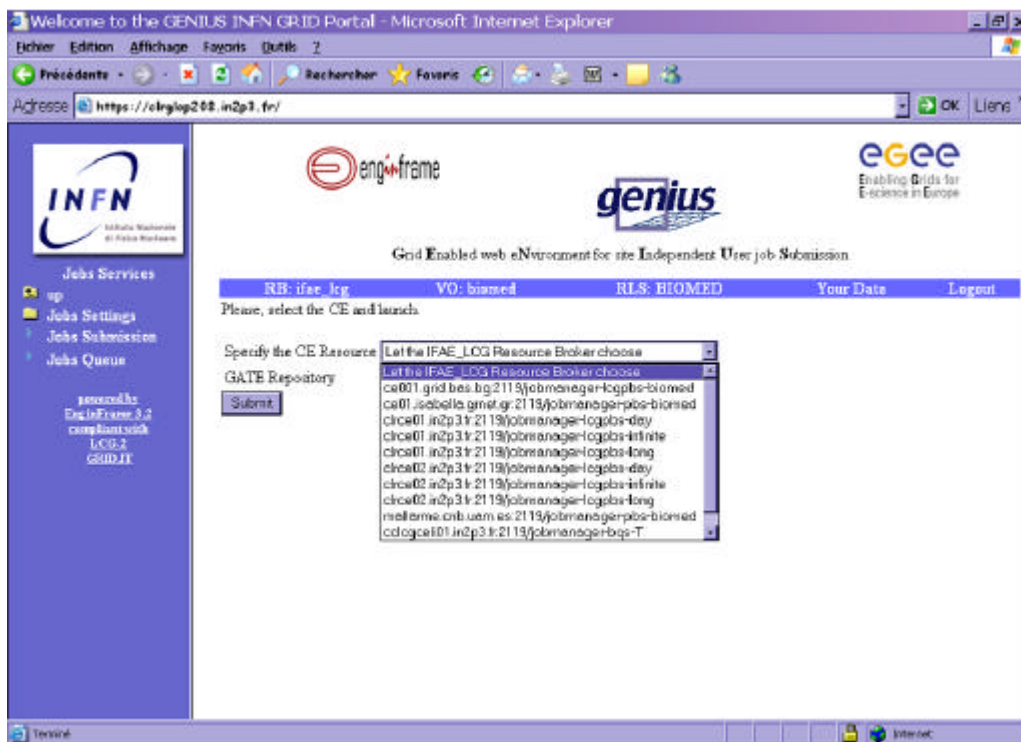 Welcome to the GENIUS INFN GRID Portal - Microsoft Internet Explorer
Fichier Edition Affichage Favoris Outils ?
Précédente Rechercher Favoris
Adresse https://clrglop208.in2p3.fr/ OK Liens
INFN
Istituto Nazionale
di Fisica Nucleare
enginframe
genius
egee
Enabling Grids for
E-science in Europe
Grid Enabled web eNvironment for site Independent User job Submission
Jobs Services
up
Jobs Settings
Jobs Submission
Jobs Queue
powered by
EnginFrame 3.2
compliant with
LCG-2
GRID.IT
RB: ifae_lcg VO: biomed RLS: BIOMED Your Data Logout
Please, select the CE and launch.
Specify the CE Resource Let the IFAE_LCG Resource Broker choose
GATE Repository
Submit
Let the IFAE_LCG Resource Broker choose
ce001.grid.bas.bg:2119/jobmanager-lcgpbs-biomed
ce01.isabella.grnet.gr:2119/jobmanager-pbs-biomed
clrce01.in2p3.fr:2119/jobmanager-lcgpbs-day
clrce01.in2p3.fr:2119/jobmanager-lcgpbs-infinite
clrce01.in2p3.fr:2119/jobmanager-lcgpbs-long
clrce02.in2p3.fr:2119/jobmanager-lcgpbs-day
clrce02.in2p3.fr:2119/jobmanager-lcgpbs-infinite
clrce02.in2p3.fr:2119/jobmanager-lcgpbs-long
mallarme.cnb.uam.es:2119/jobmanager-pbs-biomed
cclcgceli01.in2p3.fr:2119/jobmanager-bqs-T
Terminé Internet